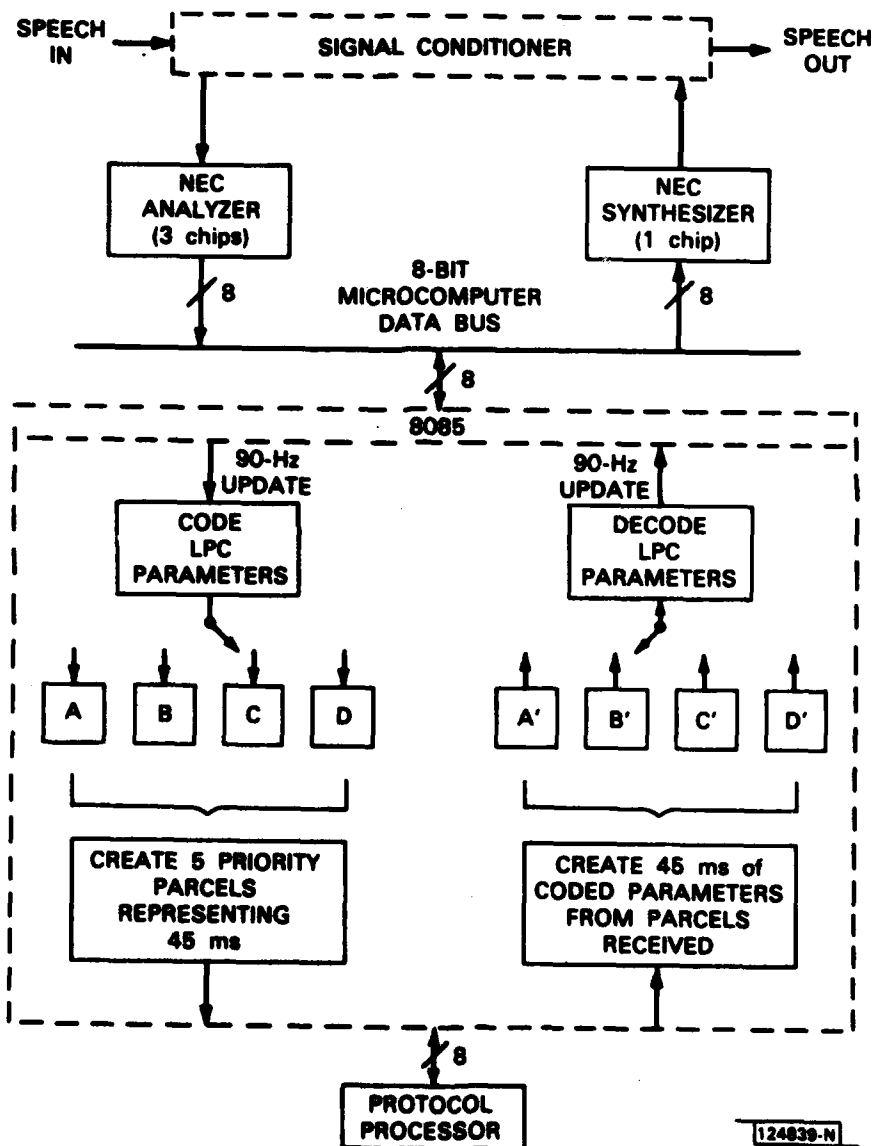 SPEECH
IN
SIGNAL CONDITIONER
SPEECH
OUT
NEC
ANALYZER
(3 chips)
NEC
SYNTHESIZER
(1 chip)
8
8-BIT
MICROCOMPUTER
DATA BUS
8
8
8085
90-Hz
UPDATE
90-Hz
UPDATE
CODE
LPC
PARAMETERS
DECODE
LPC
PARAMETERS
A
B
C
D
A'
B'
C'
D'
CREATE 5 PRIORITY
PARCELS
REPRESENTING
45 ms
CREATE 45 ms of
CODED PARAMETERS
FROM PARCELS
RECEIVED
8
PROTOCOL
PROCESSOR
124839-N